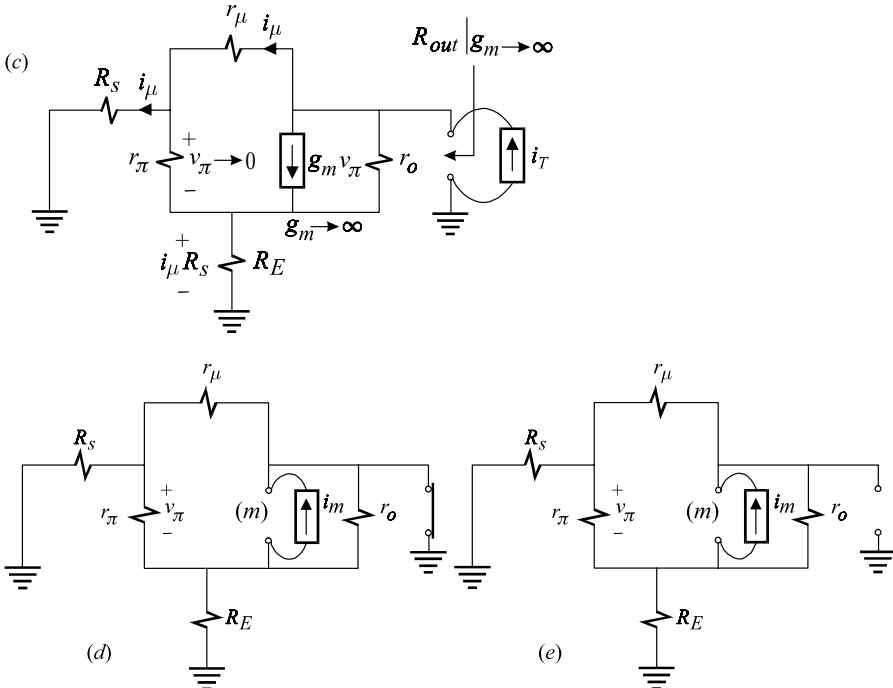 (c)
r_μ
i_μ
R_out | g_m → ∞
R_s
i_μ
+
r_π
v_π → 0
−
g_m v_π
r_o
i_T
g_m → ∞
+
i_μ R_s
−
R_E
r_μ
R_s
+
r_π
v_π
−
(m)
i_m
r_o
R_E
(d)
r_μ
R_s
+
r_π
v_π
−
(m)
i_m
r_o
R_E
(e)